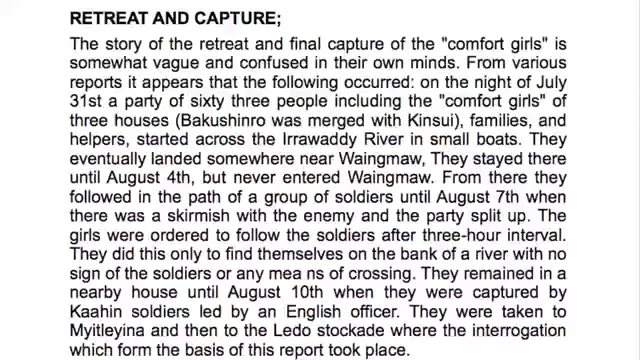 RETREAT AND CAPTURE;
The story of the retreat and final capture of the "comfort girls" is
somewhat vague and confused in their own minds. From various
reports it appears that the following occurred: on the night of July
31st a party of sixty three people including the "comfort girls" of
three houses (Bakushinro was merged with Kinsui), families, and
helpers, started across the Irrawaddy River in small boats. They
eventually landed somewhere near Waingmaw, They stayed there
until August 4th, but never entered Waingmaw. From there they
followed in the path of a group of soldiers until August 7th when
there was a skirmish with the enemy and the party split up. The
girls were ordered to follow the soldiers after three-hour interval.
They did this only to find themselves on the bank of a river with no
sign of the soldiers or any mea ns of crossing. They remained in a
nearby house until August 10th when they were captured by
Kaahin soldiers led by an English officer. They were taken to
Myitleyina and then to the Ledo stockade where the interrogation
which form the basis of this report took place.